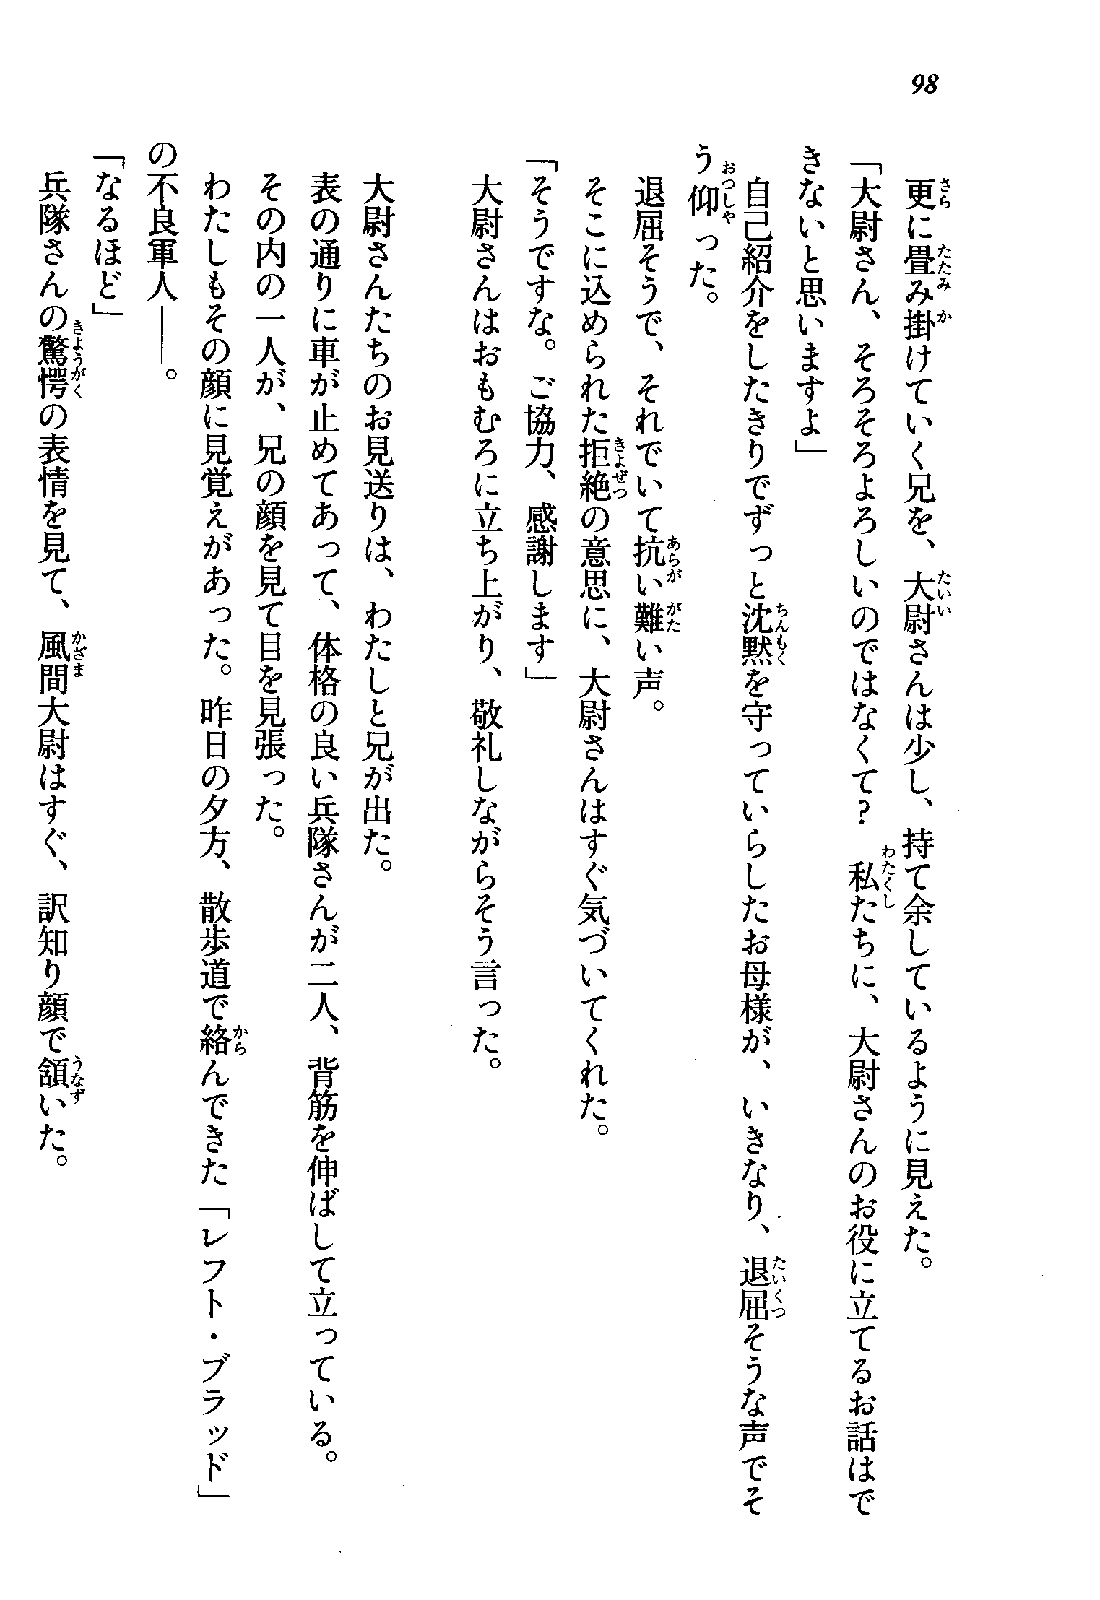 98
更に畳み掛けていく兄を、大尉さんは少し、持て余しているように見えた。
「大尉さん、そろそろよろしいのではなくて？　私たちに、大尉さんのお役に立てるお話はで
きないと思いますよ」
自己紹介をしたきりでずっと沈黙を守っていらしたお母様が、いきなり、退屈そうな声でそ
う仰った。
退屈そうで、それでいて抗い難い声。
そこに込められた拒絶の意思に、大尉さんはすぐ気づいてくれた。
「そうですな。ご協力、感謝します」
大尉さんはおもむろに立ち上がり、敬礼しながらそう言った。
大尉さんたちのお見送りは、わたしと兄が出た。
表の通りに車が止めてあって、体格の良い兵隊さんが二人、背筋を伸ばして立っている。
その内の一人が、兄の顔を見て目を見張った。
わたしもその顔に見覚えがあった。昨日の夕方、散歩道で絡んできた「レフト・ブラッド」
の不良軍人――。
「なるほど」
兵隊さんの驚愕の表情を見て、風間大尉はすぐ、訳知り顔で頷いた。